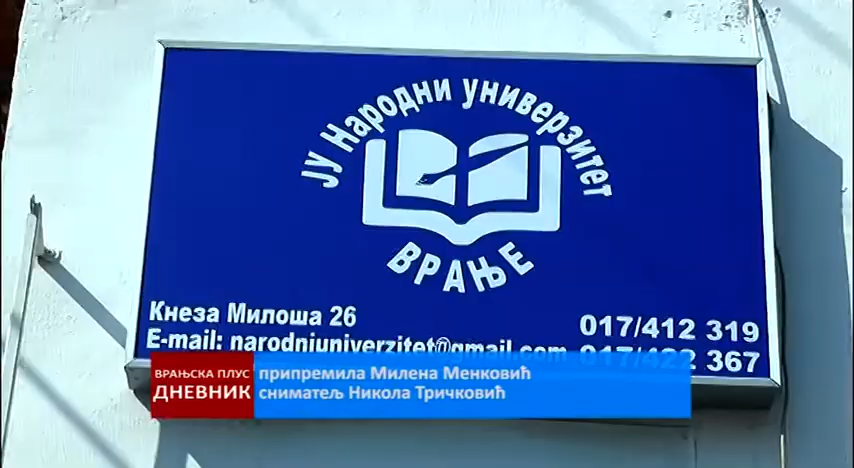 ЈУ Народни универзитет
ВРАЊЕ
Кнеза Милоша 26
017/412 319
E-mail: narodniuniverzitet@gmail.com
017/422 367
ВРАЊСКА ПЛУС
ДНЕВНИК
припремила Милена Менковић
сниматељ Никола Тричковић